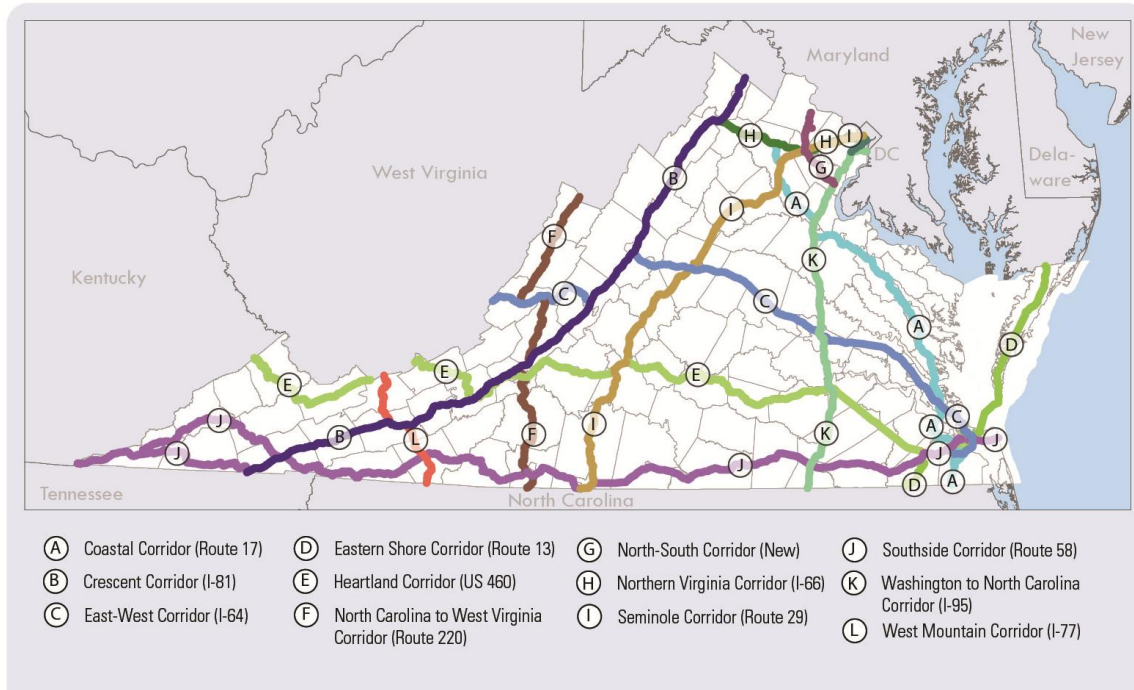 New
Jersey
Maryland
H
H
I
DC
G
Dela-
ware
West Virginia
B
A
I
F
K
Kentucky
C
C
A
D
E
E
E
J
J
B
L
F
I
K
A
C
J
J
J
D
A
Tennessee
North Carolina
A Coastal Corridor (Route 17)
B Crescent Corridor (I-81)
C East-West Corridor (I-64)
D Eastern Shore Corridor (Route 13)
E Heartland Corridor (US 460)
F North Carolina to West Virginia
Corridor (Route 220)
G North-South Corridor (New)
H Northern Virginia Corridor (I-66)
I Seminole Corridor (Route 29)
J Southside Corridor (Route 58)
K Washington to North Carolina
Corridor (I-95)
L West Mountain Corridor (I-77)